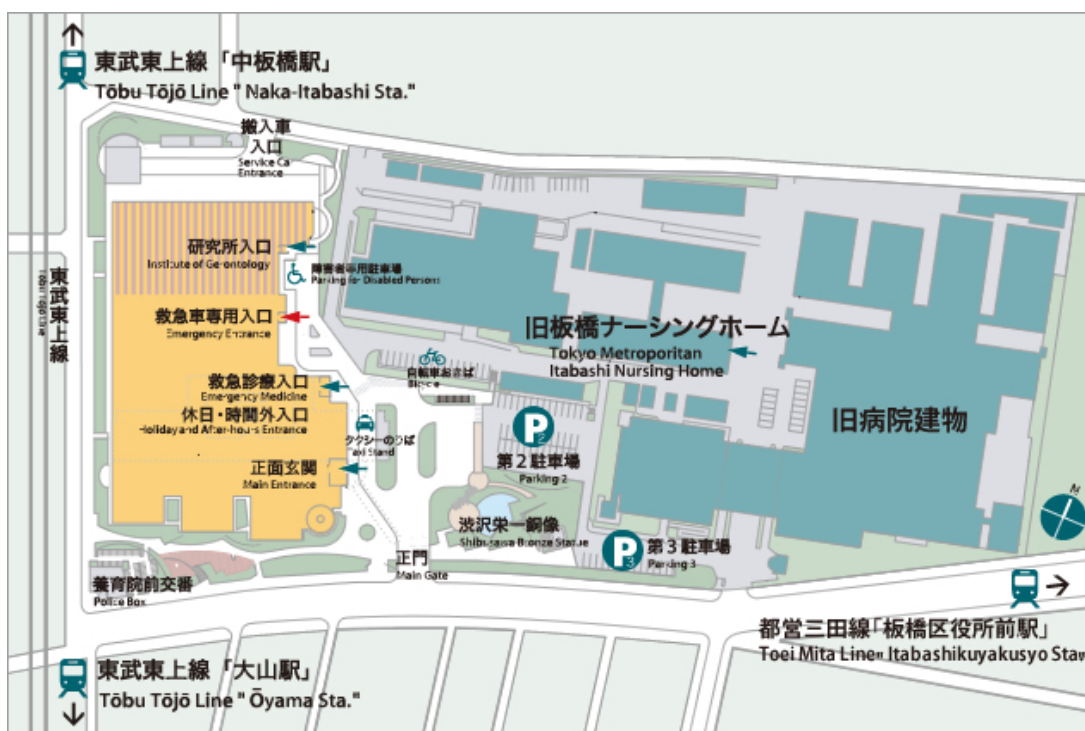 東武東上線「中板橋駅」
Tōbu Tōjō Line " Naka-Itabashi Sta."
搬入車
入口
Service Ca
Entrance
研究所入口
Institute of Gerontology
障害者専用駐車場
Parking for Disabled Persons
東武東上線
Tōbu Tōjō Line
救急車専用入口
Emergency Entrance
旧板橋ナーシングホーム
Tokyo Metroporitan
Itabashi Nursing Home
自転車おきば
Bicycle
救急診療入口
Emergency Medicine
休日・時間外入口
Holiday and After-hours Entrance
タクシーのりば
Taxi Stand
旧病院建物
P2
第2駐車場
Parking 2
正面玄関
Main Entrance
渋沢栄一銅像
Shibusawa Bronze Statue
P3
第3駐車場
Parking 3
正門
Main Gate
養育院前交番
Police Box
都営三田線「板橋区役所前駅」
Toei Mita Line" Itabashikuyakusyo Sta
東武東上線「大山駅」
Tōbu Tōjō Line " Ōyama Sta."